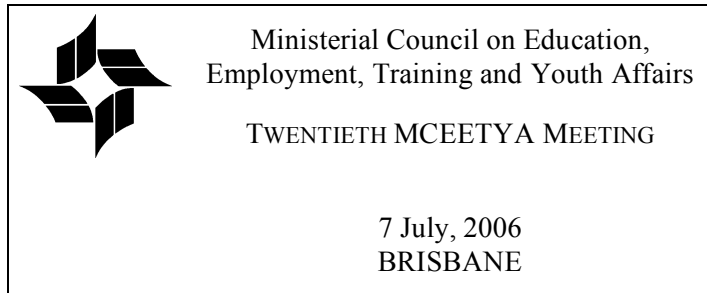 Ministerial Council on Education,
Employment, Training and Youth Affairs
TWENTIETH MCEETYA MEETING
7 July, 2006
BRISBANE